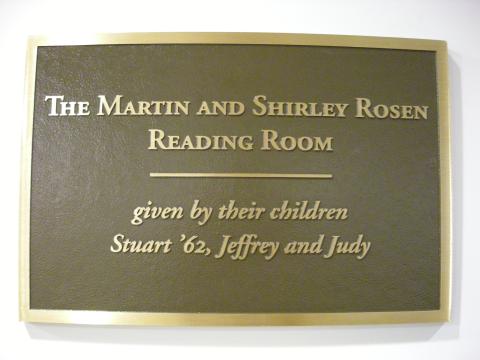 The Martin and Shirley Rosen
Reading Room
given by their children
Stuart ’62, Jeffrey and Judy